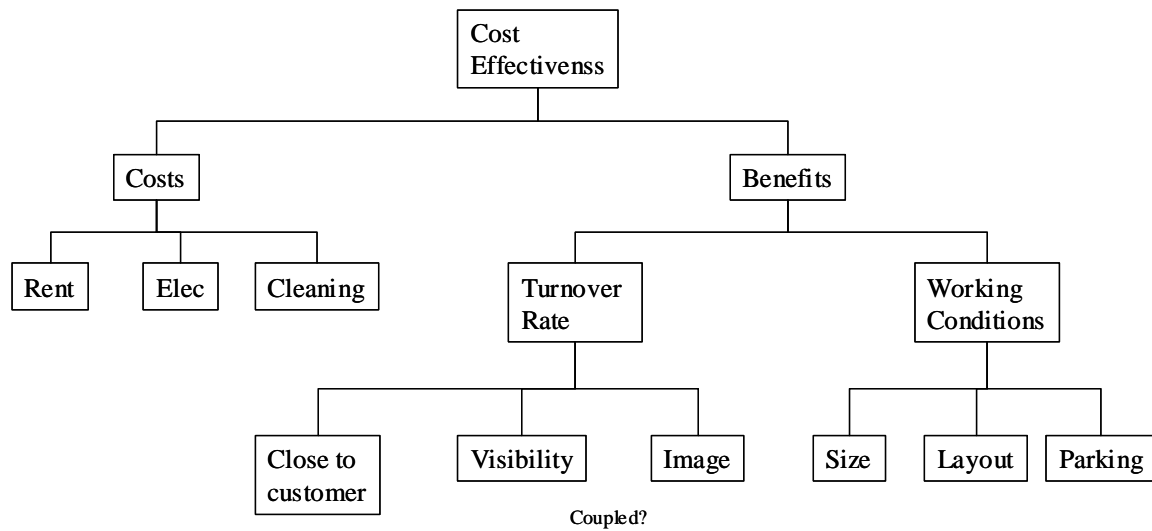 Cost
Effectivenss
Costs
Benefits
Rent
Elec
Cleaning
Turnover
Rate
Working
Conditions
Close to
customer
Visibility
Image
Size
Layout
Parking
Coupled?